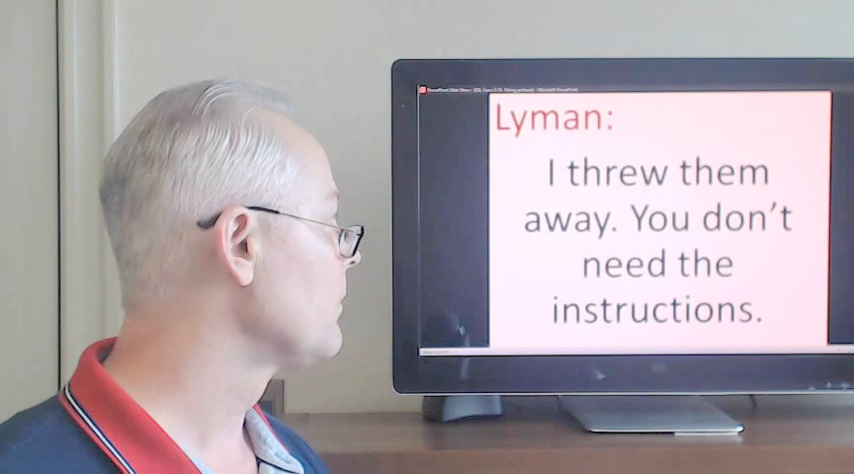 Lyman:
I threw them
away. You don’t
need the
instructions.